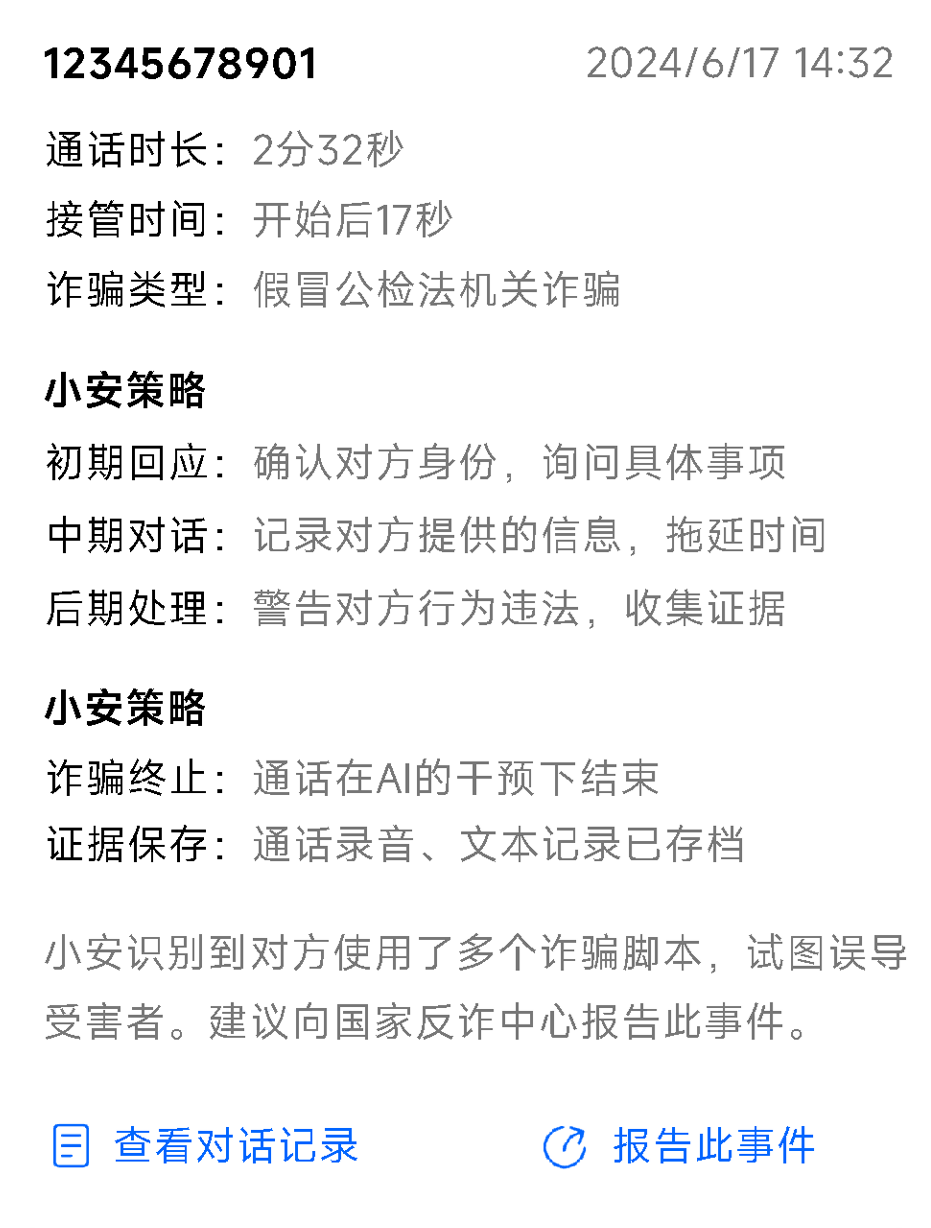 12345678901 2024/6/17 14:32
通话时长：2分32秒
接管时间：开始后17秒
诈骗类型：假冒公检法机关诈骗
小安策略
初期回应：确认对方身份，询问具体事项
中期对话：记录对方提供的信息，拖延时间
后期处理：警告对方行为违法，收集证据
小安策略
诈骗终止：通话在AI的干预下结束
证据保存：通话录音、文本记录已存档
小安识别到对方使用了多个诈骗脚本，试图误导
受害者。建议向国家反诈中心报告此事件。
查看对话记录 报告此事件